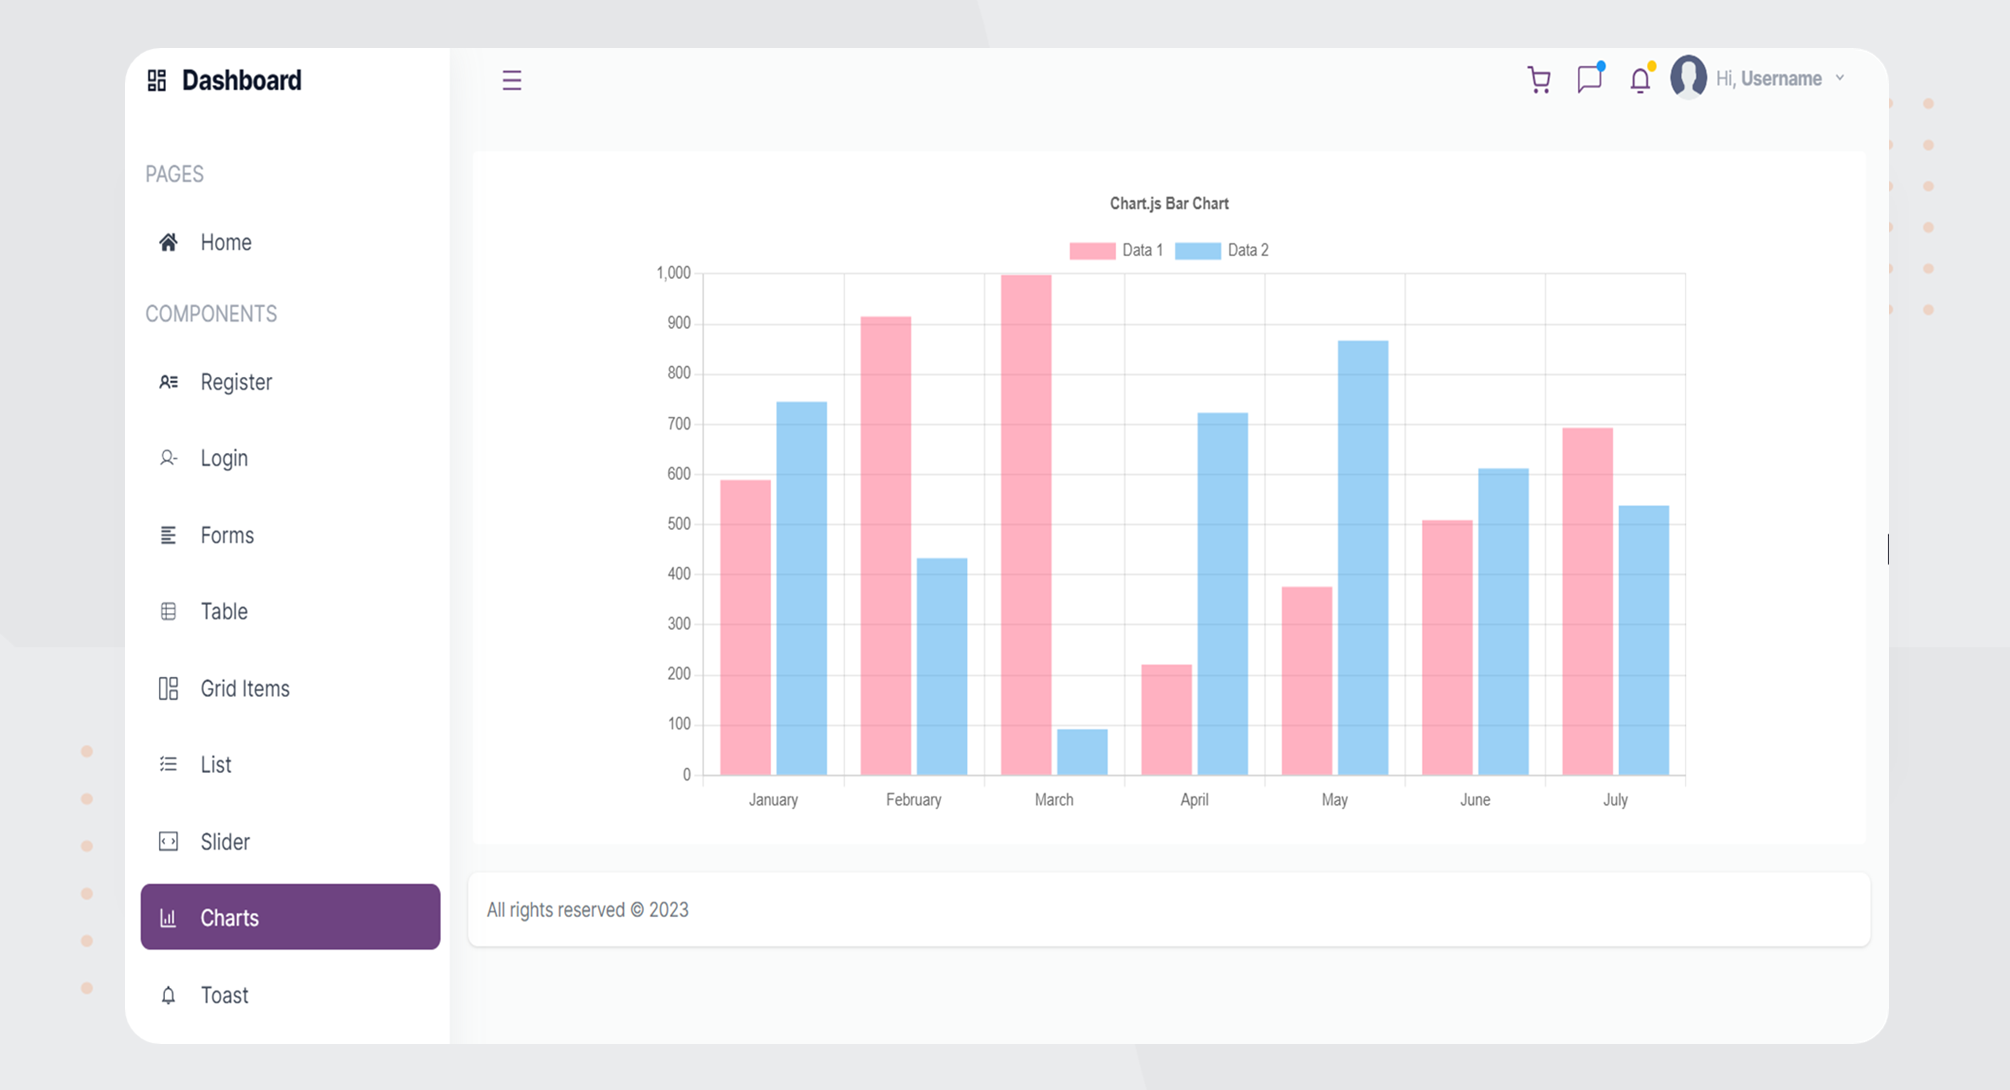 Dashboard
Hi, Username
PAGES
Home
COMPONENTS
Register
Login
Forms
Table
Grid Items
List
Slider
Charts
Toast
Chart.js Bar Chart
Data 1 Data 2
1,000
900
800
700
600
500
400
300
200
100
0
January February March April May June July
All rights reserved © 2023